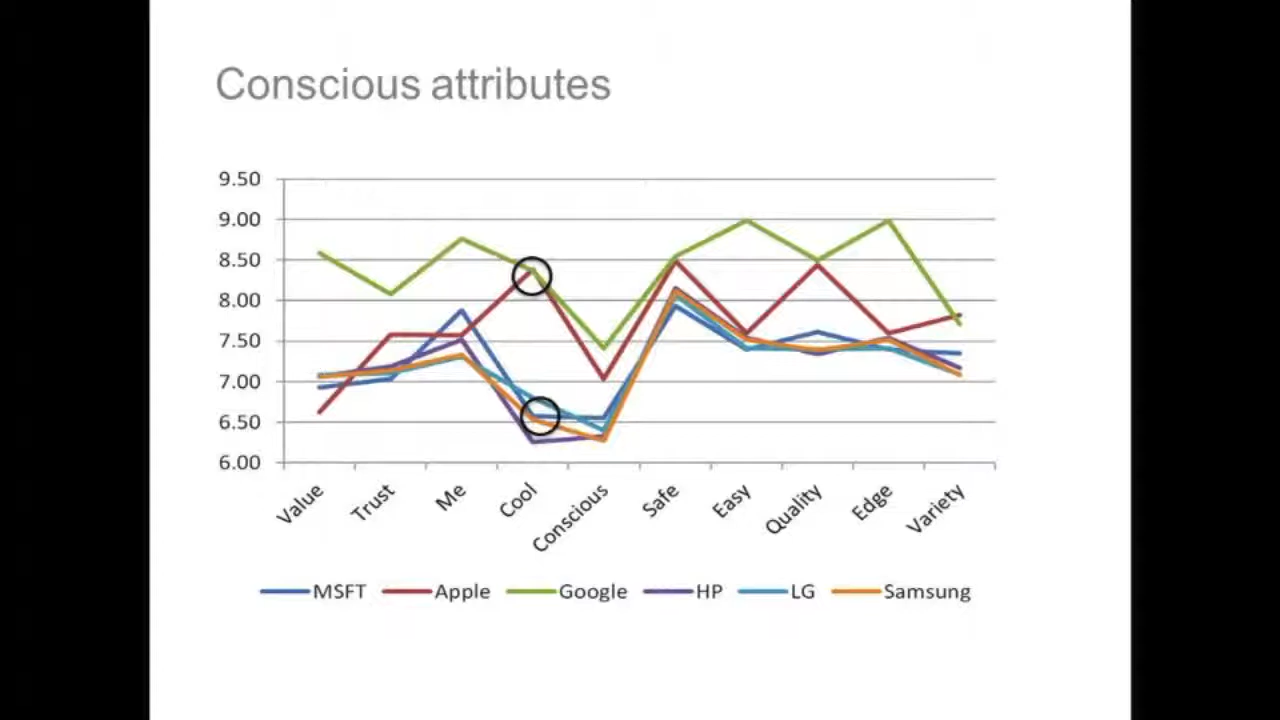 Conscious attributes
9.50
9.00
8.50
8.00
7.50
7.00
6.50
6.00
Value Trust Me Cool Conscious Safe Easy Quality Edge Variety
MSFT Apple Google HP LG Samsung